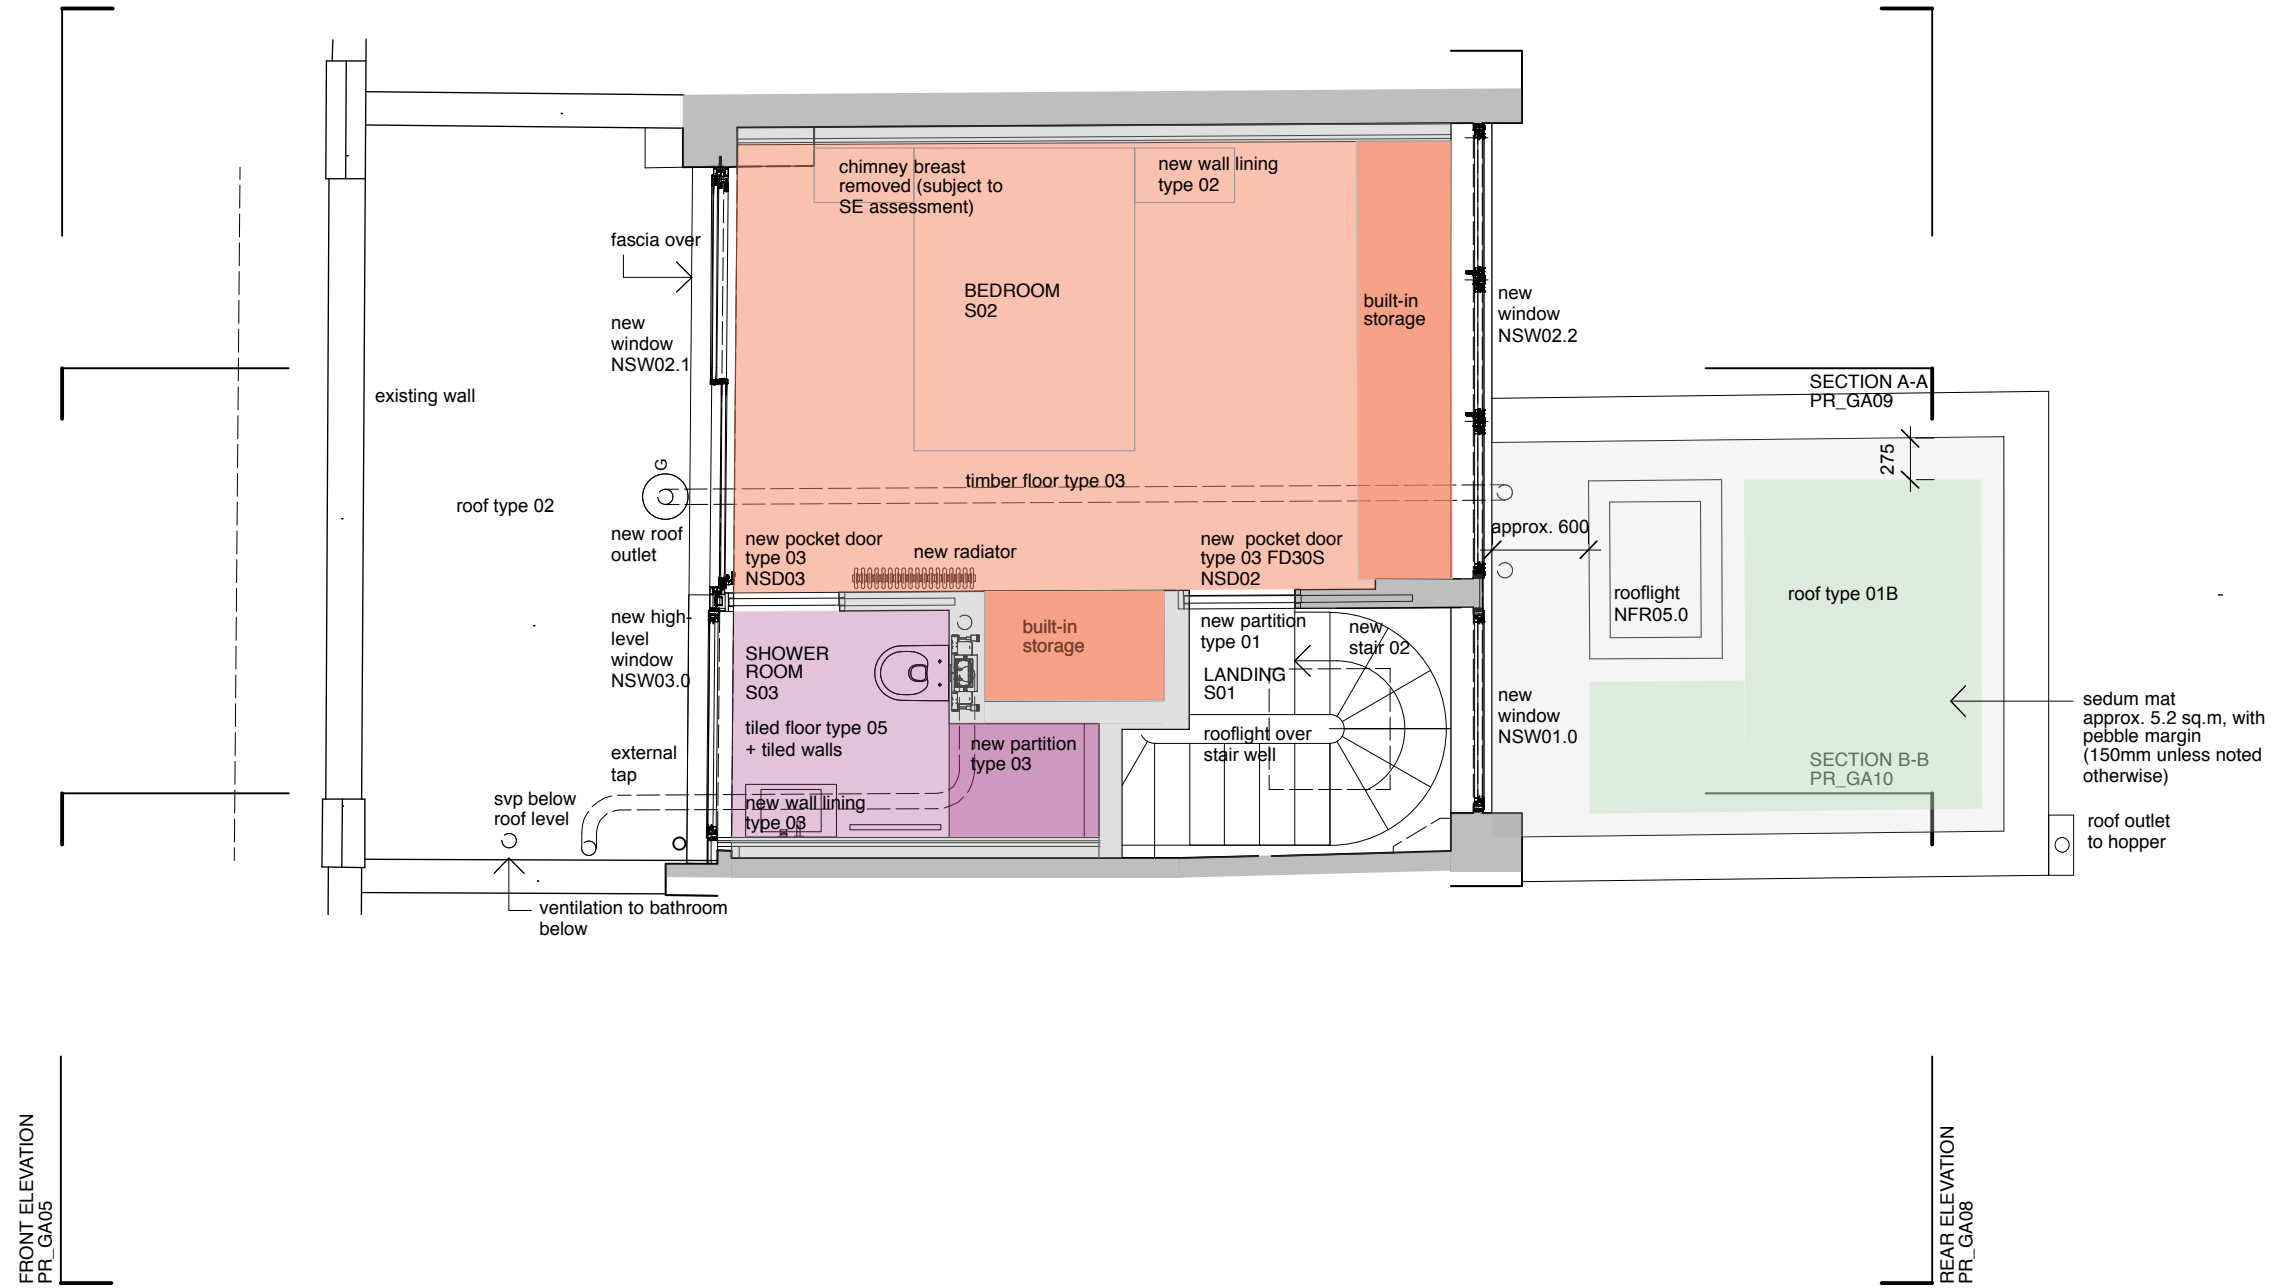 chimney breast
removed (subject to
SE assessment)
new wall lining
type 02
fascia over
BEDROOM
S02
built-in
storage
new
window
NSW02.1
new
window
NSW02.2
existing wall
SECTION A-A
PR_GA09
275
G
timber floor type 03
roof type 02
new roof
outlet
new pocket door
type 03
NSD03
new radiator
new pocket door
type 03 FD30S
NSD02
approx. 600
rooflight
NFR05.0
roof type 01B
new high-
level
window
NSW03.0
SHOWER
ROOM
S03
built-in
storage
new partition
type 01
new
stair 02
LANDING
S01
new
window
NSW01.0
sedum mat
approx. 5.2 sq.m, with
pebble margin
(150mm unless noted
otherwise)
tiled floor type 05
+ tiled walls
new partition
type 03
rooflight over
stair well
external
tap
SECTION B-B
PR_GA10
svp below
roof level
new wall lining
type 03
roof outlet
to hopper
ventilation to bathroom
below
FRONT ELEVATION
PR_GA05
REAR ELEVATION
PR_GA08